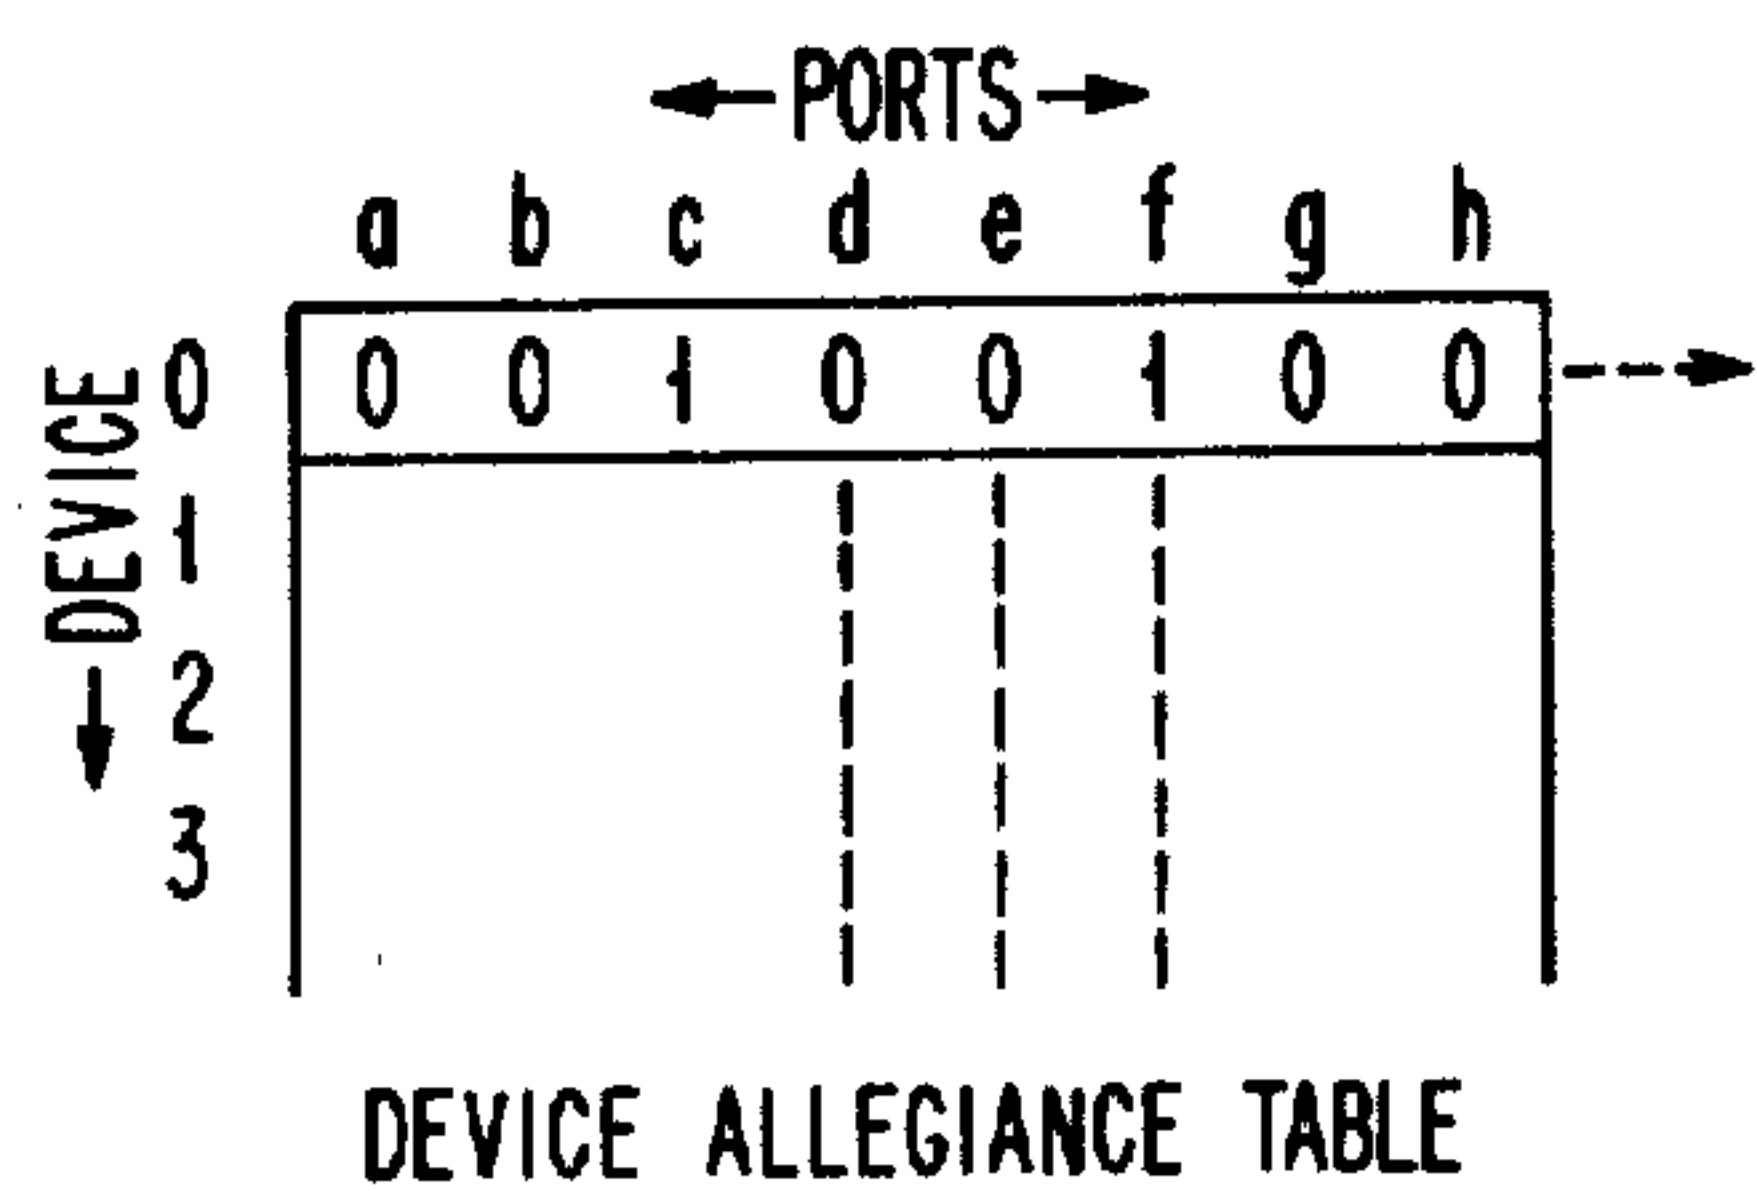 PORTS
a b c d e f g h
DEVICE
0 0 0 1 0 0 1 0 0
1
2
3
DEVICE ALLEGIANCE TABLE